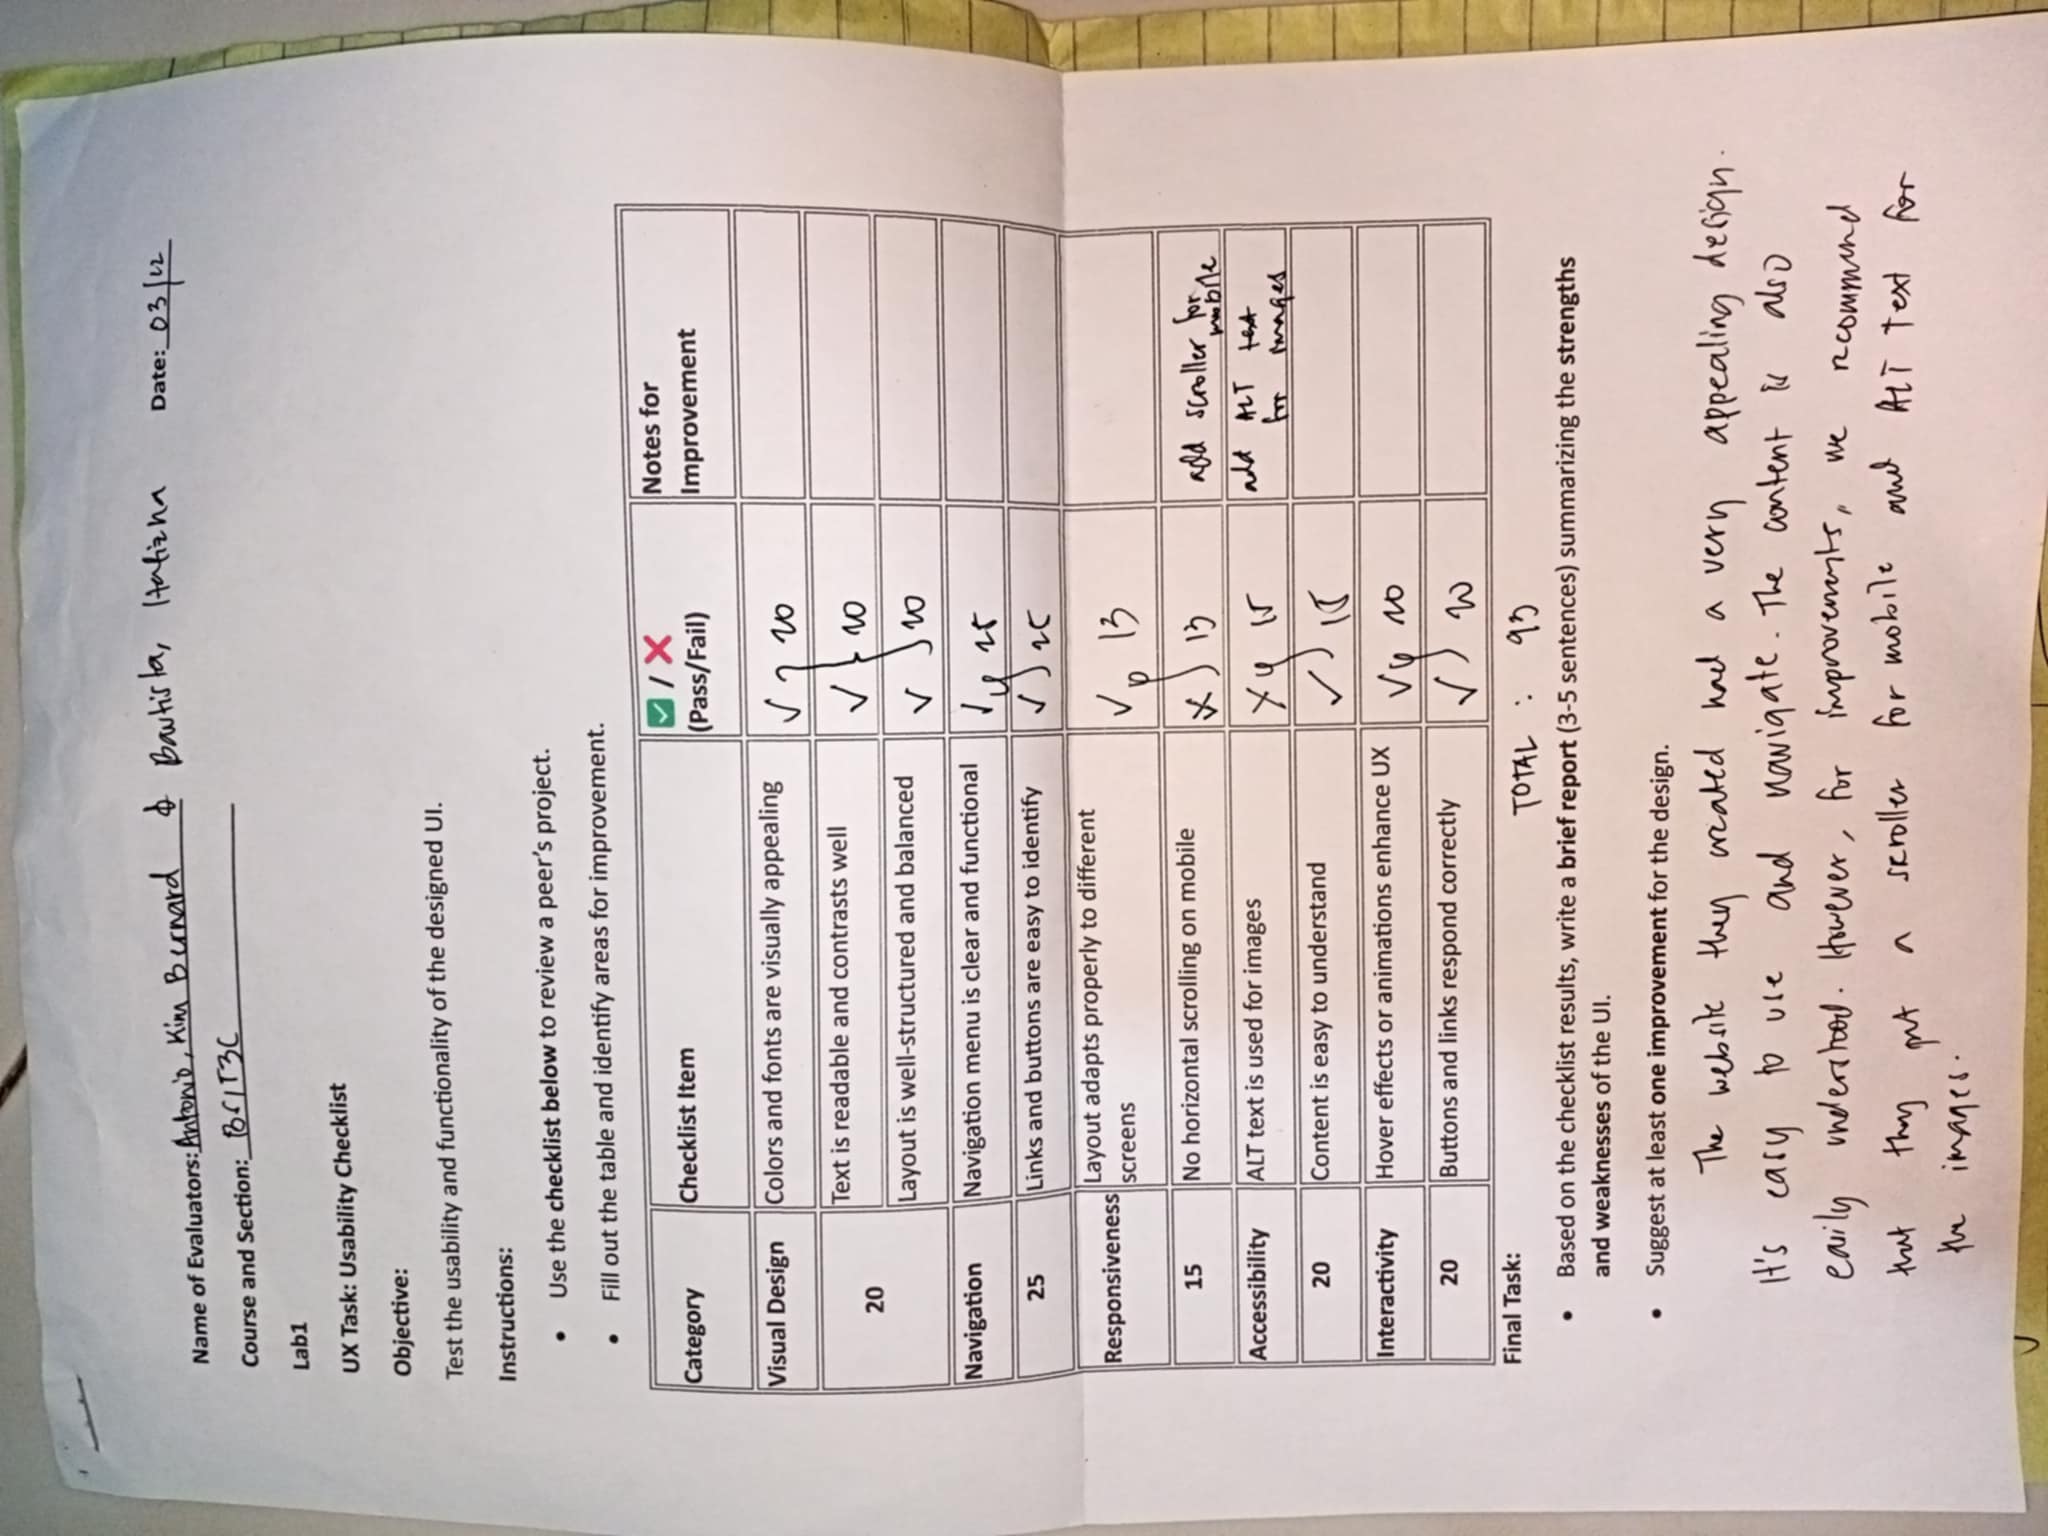 Name of Evaluators: Antonio, Kim Bernard & Bautista, Hafizha Date: 03/12
Course and Section: BSIT3C
Lab1
UX Task: Usability Checklist
Objective:
Test the usability and functionality of the designed UI.
Instructions:
• Use the checklist below to review a peer's project.
• Fill out the table and identify areas for improvement.
Category Checklist Item ✅ / ❌ (Pass/Fail) Notes for Improvement
Visual Design Colors and fonts are visually appealing ✓ 20
20 Text is readable and contrasts well ✓ 20
Layout is well-structured and balanced ✓ 20
Navigation Navigation menu is clear and functional ✓ 25
25 Links and buttons are easy to identify ✓ 25
Responsiveness Layout adapts properly to different screens ✓ 13
15 No horizontal scrolling on mobile X 13 add scroller for mobile
Accessibility ALT text is used for images X 15 add ALT text for images
20 Content is easy to understand ✓ 15
Interactivity Hover effects or animations enhance UX ✓ 20
20 Buttons and links respond correctly ✓ 20
Final Task: TOTAL : 93
• Based on the checklist results, write a brief report (3-5 sentences) summarizing the strengths
and weaknesses of the UI.
• Suggest at least one improvement for the design.
The website they created had a very appealing design.
It's easy to use and navigate. The content is also
easily understood. However, for improvements, we recommend
that they put a scroller for mobile and ALT text for
the images.